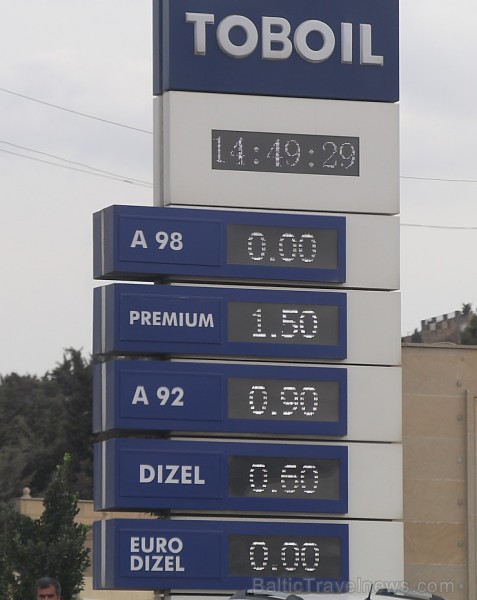 TOBOIL
14:49:29
A 98 0.00
PREMIUM 1.50
A 92 0.90
DIZEL 0.60
EURO
DIZEL 0.00
© BalticTravelnews.com